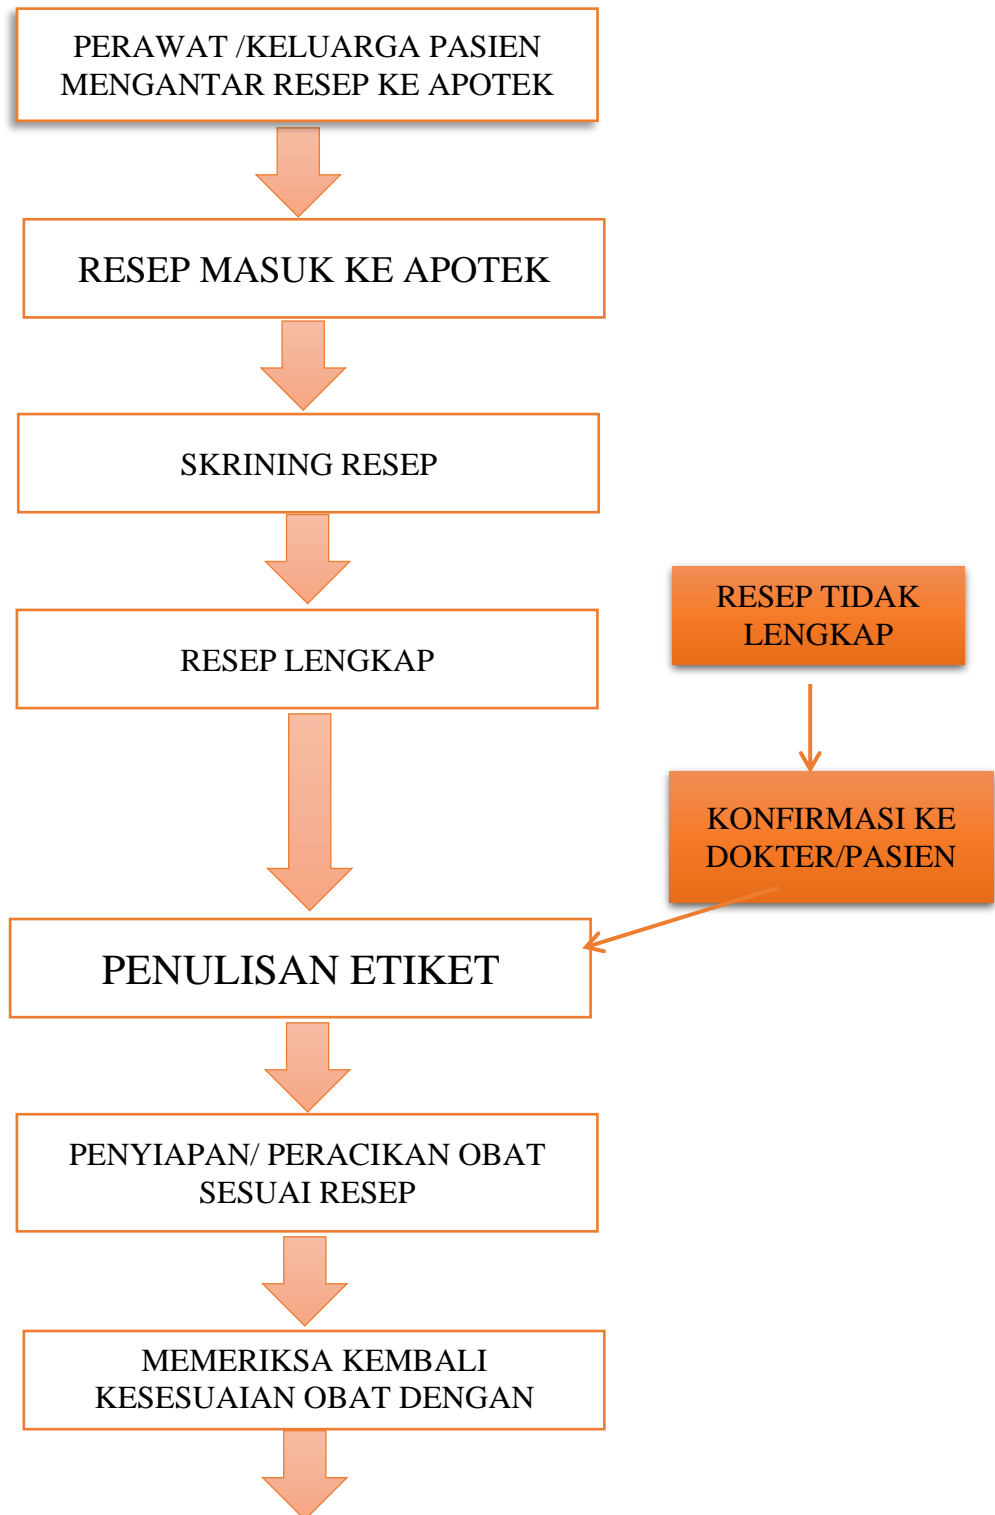 PERAWAT /KELUARGA PASIEN
MENGANTAR RESEP KE APOTEK
RESEP MASUK KE APOTEK
SKRINING RESEP
RESEP LENGKAP
RESEP TIDAK
LENGKAP
KONFIRMASI KE
DOKTER/PASIEN
PENULISAN ETIKET
PENYIAPAN/ PERACIKAN OBAT
SESUAI RESEP
MEMERIKSA KEMBALI
KESESUAIAN OBAT DENGAN